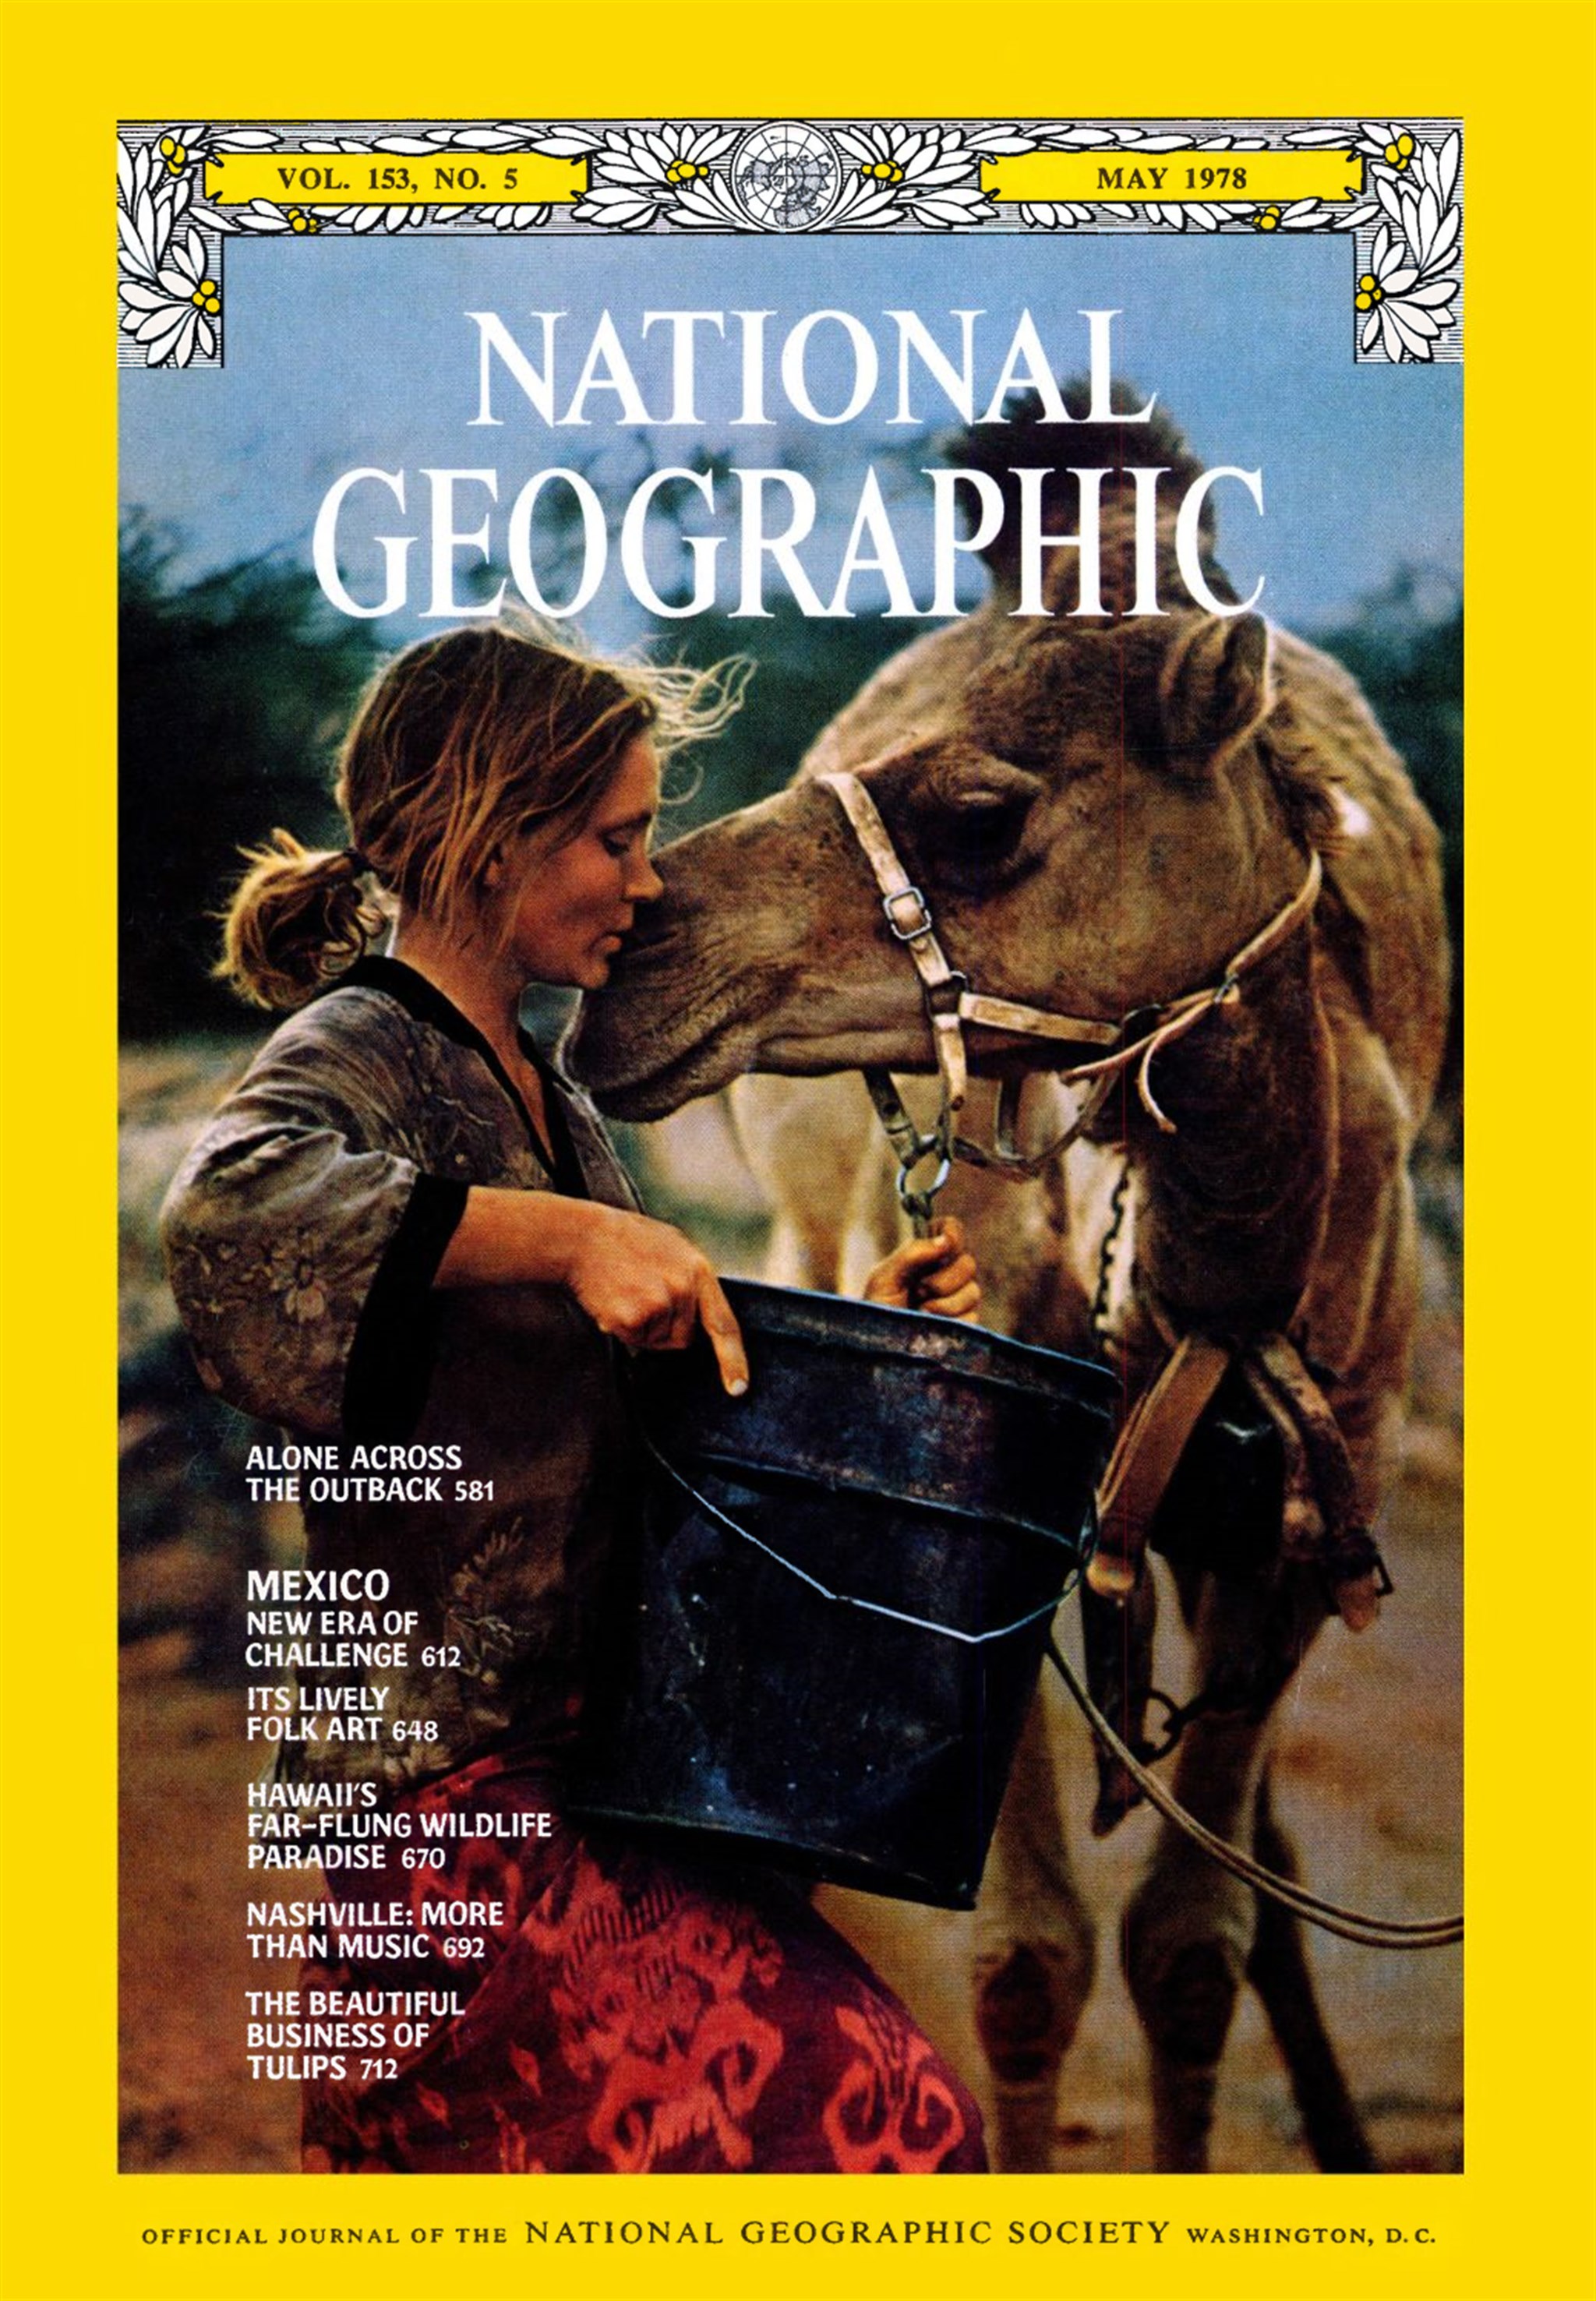 VOL. 153, NO. 5
MAY 1978
NATIONAL
GEOGRAPHIC
ALONE ACROSS
THE OUTBACK 581
MEXICO
NEW ERA OF
CHALLENGE 612
ITS LIVELY
FOLK ART 648
HAWAII'S
FAR-FLUNG WILDLIFE
PARADISE 670
NASHVILLE: MORE
THAN MUSIC 692
THE BEAUTIFUL
BUSINESS OF
TULIPS 712
OFFICIAL JOURNAL OF THE NATIONAL GEOGRAPHIC SOCIETY WASHINGTON, D.C.